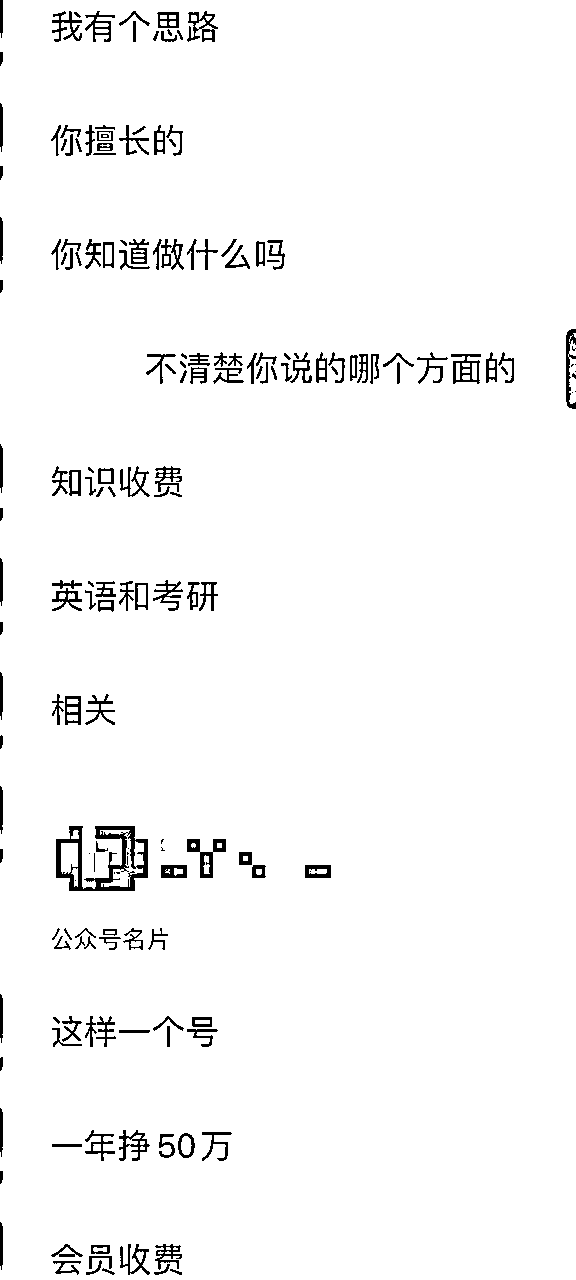 我有个思路
你擅长的
你知道做什么吗
不清楚你说的哪个方面的
知识收费
英语和考研
相关
公众号名片
这样一个号
一年挣50万
会员收费